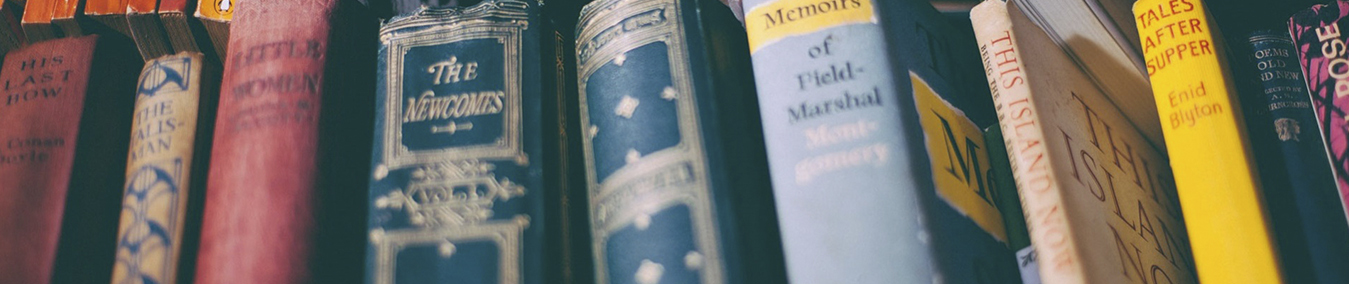 HIS
LAST
BOW
Conan
Doyle
THE
TALIS-
MAN
LITTLE
WOMEN
THE
NEWCOMES
Memoirs
of
Field-
Marshal
Mont-
gomery
M
THIS ISLAND NOW
THIS
ISLAN
NO
TALES
AFTER
SUPPER
Enid
Blyton
OEMS
OLD
ND NEW
ROSE